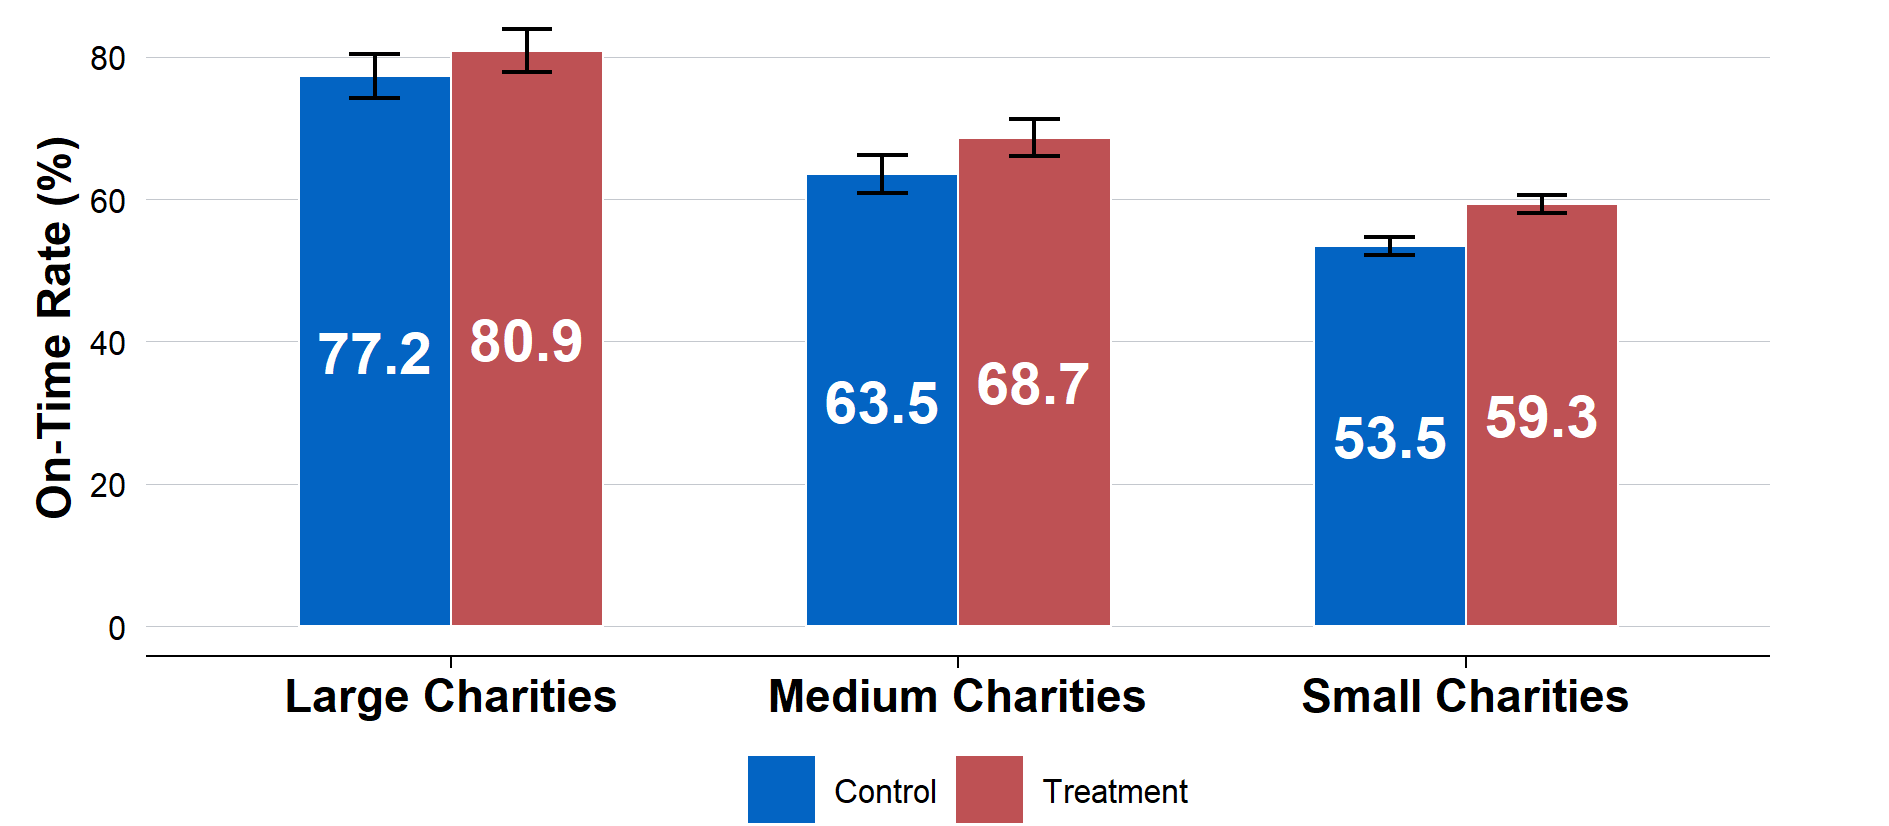 On-Time Rate (%)
80
60
40
20
0
77.2
80.9
63.5
68.7
53.5
59.3
Large Charities
Medium Charities
Small Charities
Control
Treatment